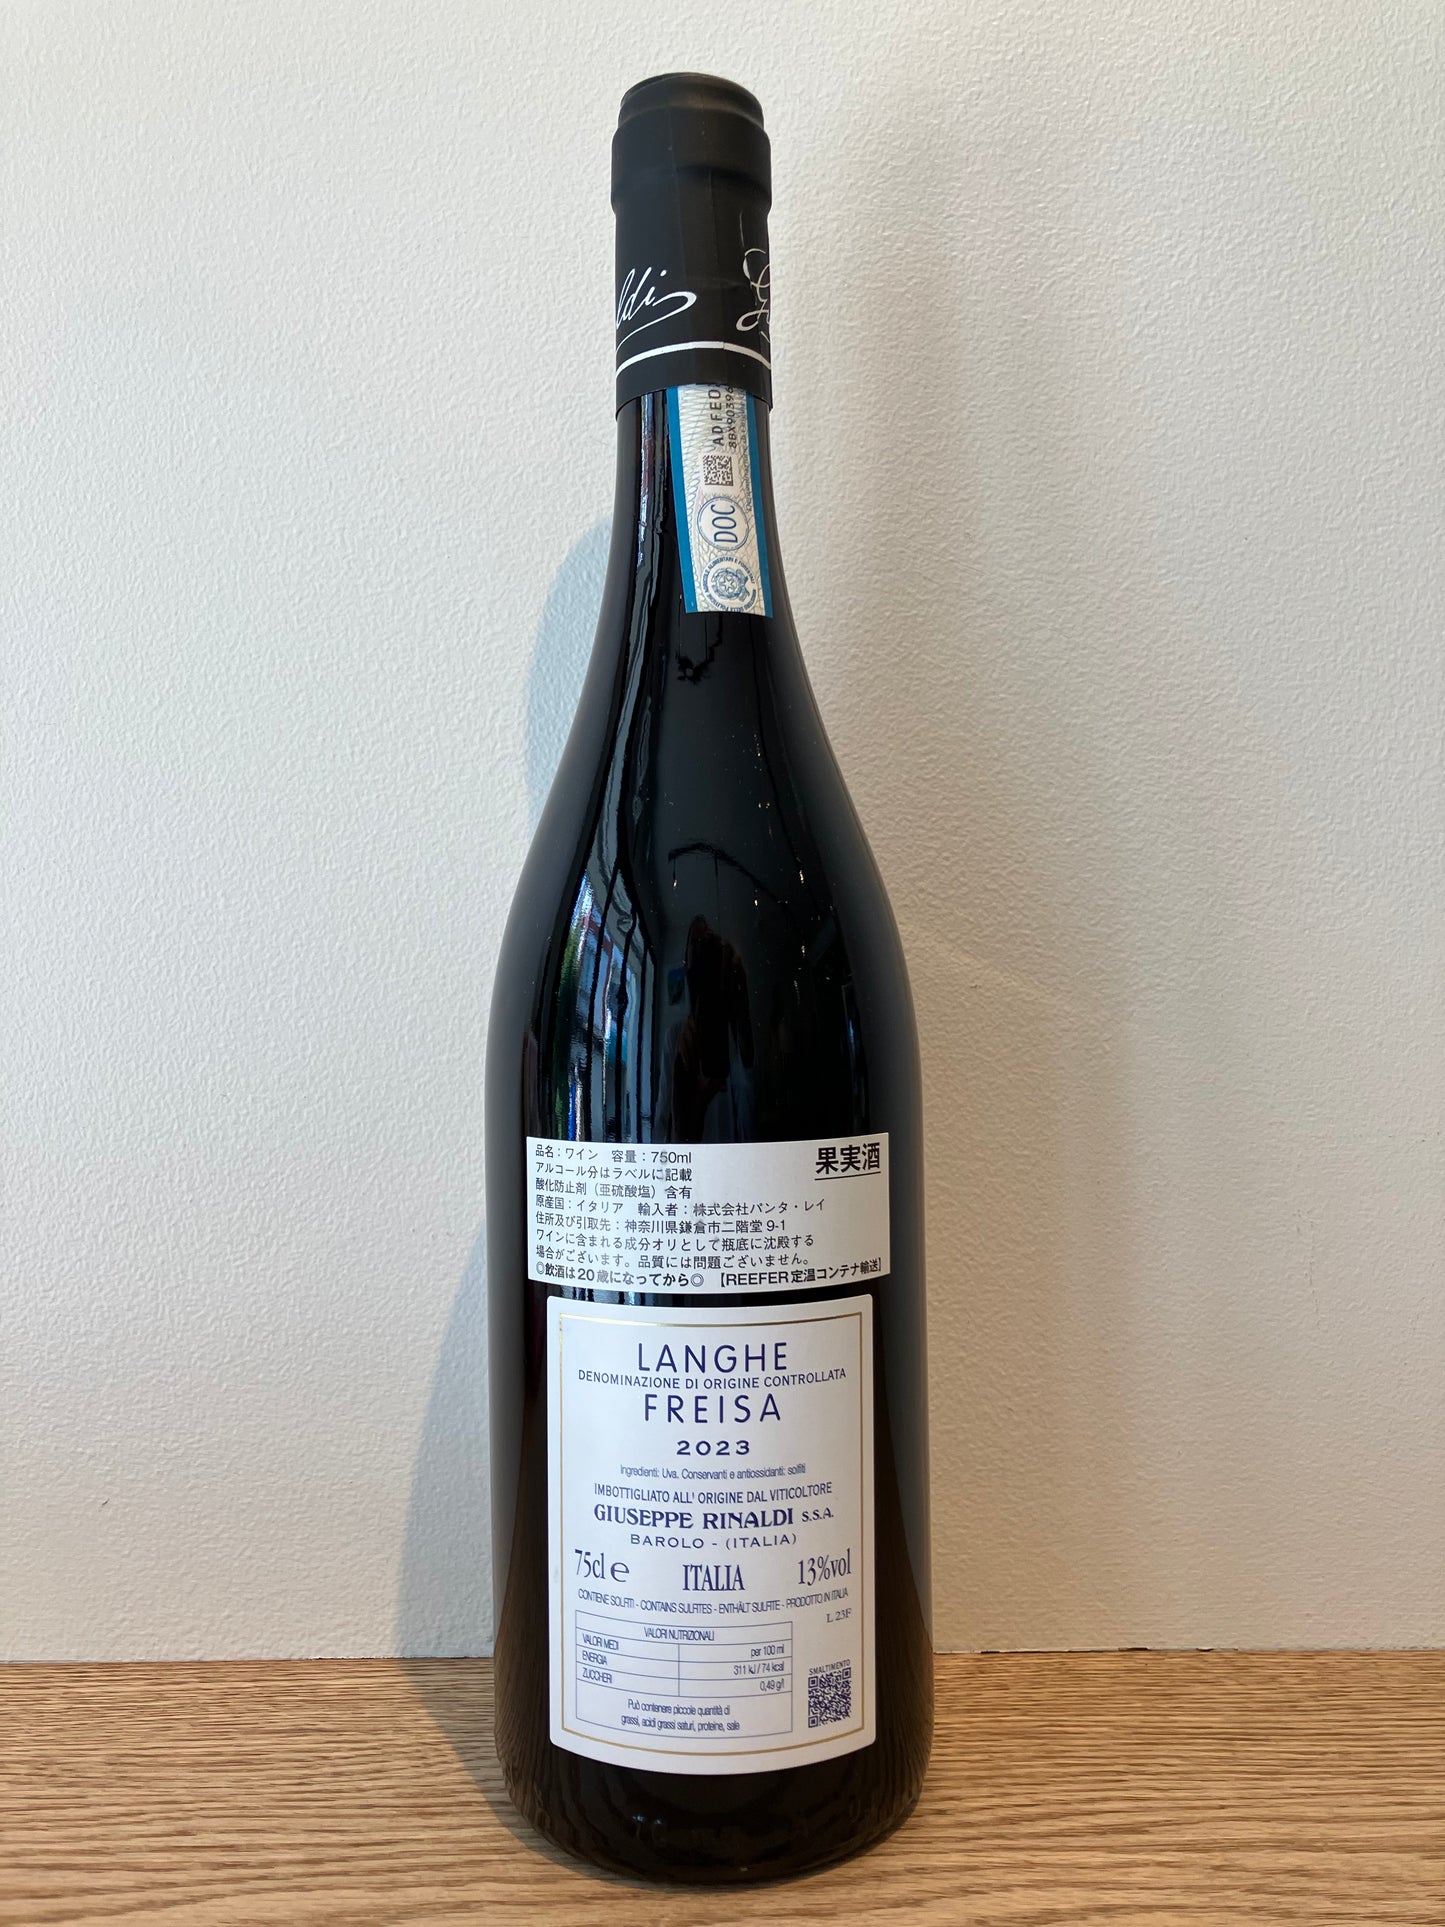 ldi
DOC
ADFEO
8BX90396
品名：ワイン　容量：750ml
果実酒
アルコール分はラベルに記載
酸化防止剤（亜硫酸塩）含有
原産国：イタリア　輸入者：株式会社パンタ・レイ
住所及び引取先：神奈川県鎌倉市二階堂 9-1
ワインに含まれる成分オリとして瓶底に沈殿する
場合がございます。品質には問題ございません。
◎飲酒は20歳になってから◎　【REEFER定温コンテナ輸送】
LANGHE
DENOMINAZIONE DI ORIGINE CONTROLLATA
FREISA
2023
Ingredienti: Uva. Conservanti e antiossidanti: solfiti
IMBOTTIGLIATO ALL' ORIGINE DAL VITICOLTORE
GIUSEPPE RINALDI S.S.A.
BAROLO - (ITALIA)
75cl e ITALIA 13%vol
CONTIENE SOLFITI - CONTAINS SULFITES - ENTHÄLT SULFITE - PRODOTTO IN ITALIA
L 23F
VALORI NUTRIZIONALI
VALORI MEDI per 100 ml
ENERGIA 311 kJ / 74 kcal
ZUCCHERI 0,49 g/l
Può contenere piccole quantità di
grassi, acidi grassi saturi, proteine, sale
SMALTIMENTO